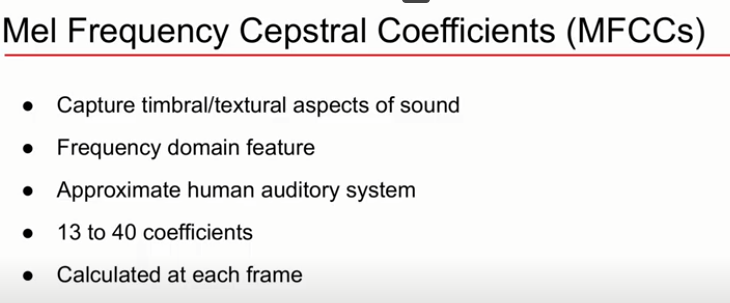 Mel Frequency Cepstral Coefficients (MFCCs)
● Capture timbral/textural aspects of sound
● Frequency domain feature
● Approximate human auditory system
● 13 to 40 coefficients
● Calculated at each frame